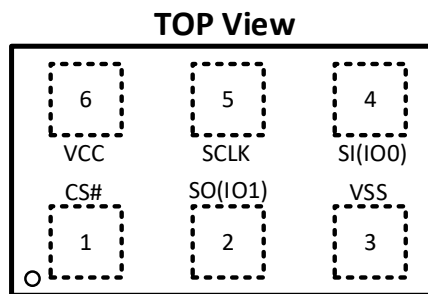 TOP View
6 5 4
VCC SCLK SI(IO0)
CS# SO(IO1) VSS
1 2 3